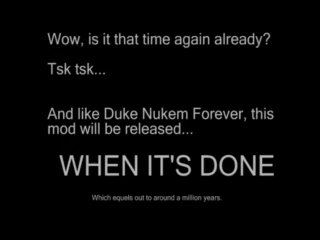 Wow, is it that time again already?
Tsk tsk...
And like Duke Nukem Forever, this
mod will be released...
WHEN IT'S DONE
Which equels out to around a million years.